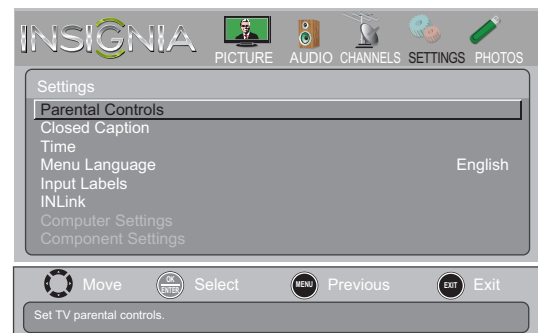 INSIGNIA
PICTURE AUDIO CHANNELS SETTINGS PHOTOS
Settings
Parental Controls
Closed Caption
Time
Menu Language English
Input Labels
INLink
Computer Settings
Component Settings
Move OK ENTER Select MENU Previous EXIT Exit
Set TV parental controls.